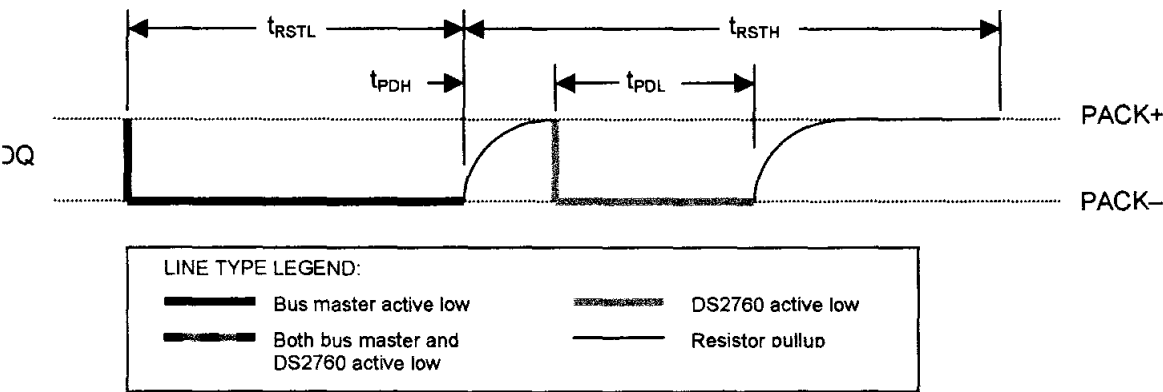 tRSTL tRSTH
tPDH tPDL
PACK+
DQ
PACK–
LINE TYPE LEGEND:
Bus master active low DS2760 active low
Both bus master and Resistor pullup
DS2760 active low